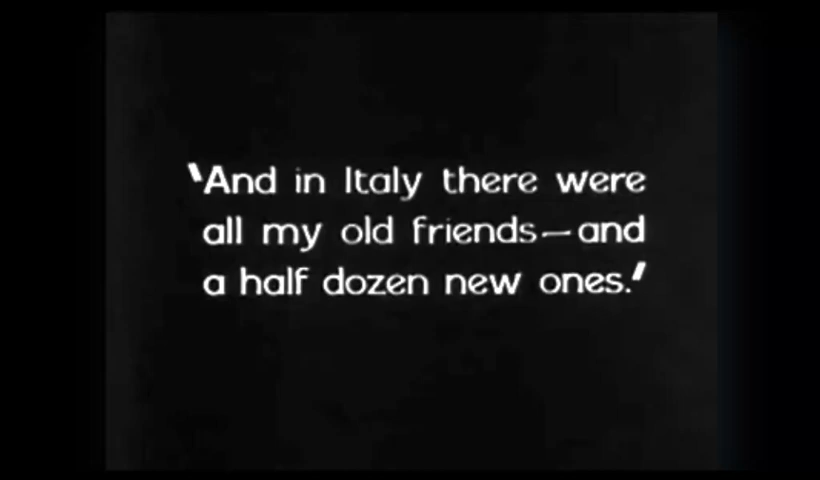 'And in Italy there were
all my old friends—and
a half dozen new ones.'